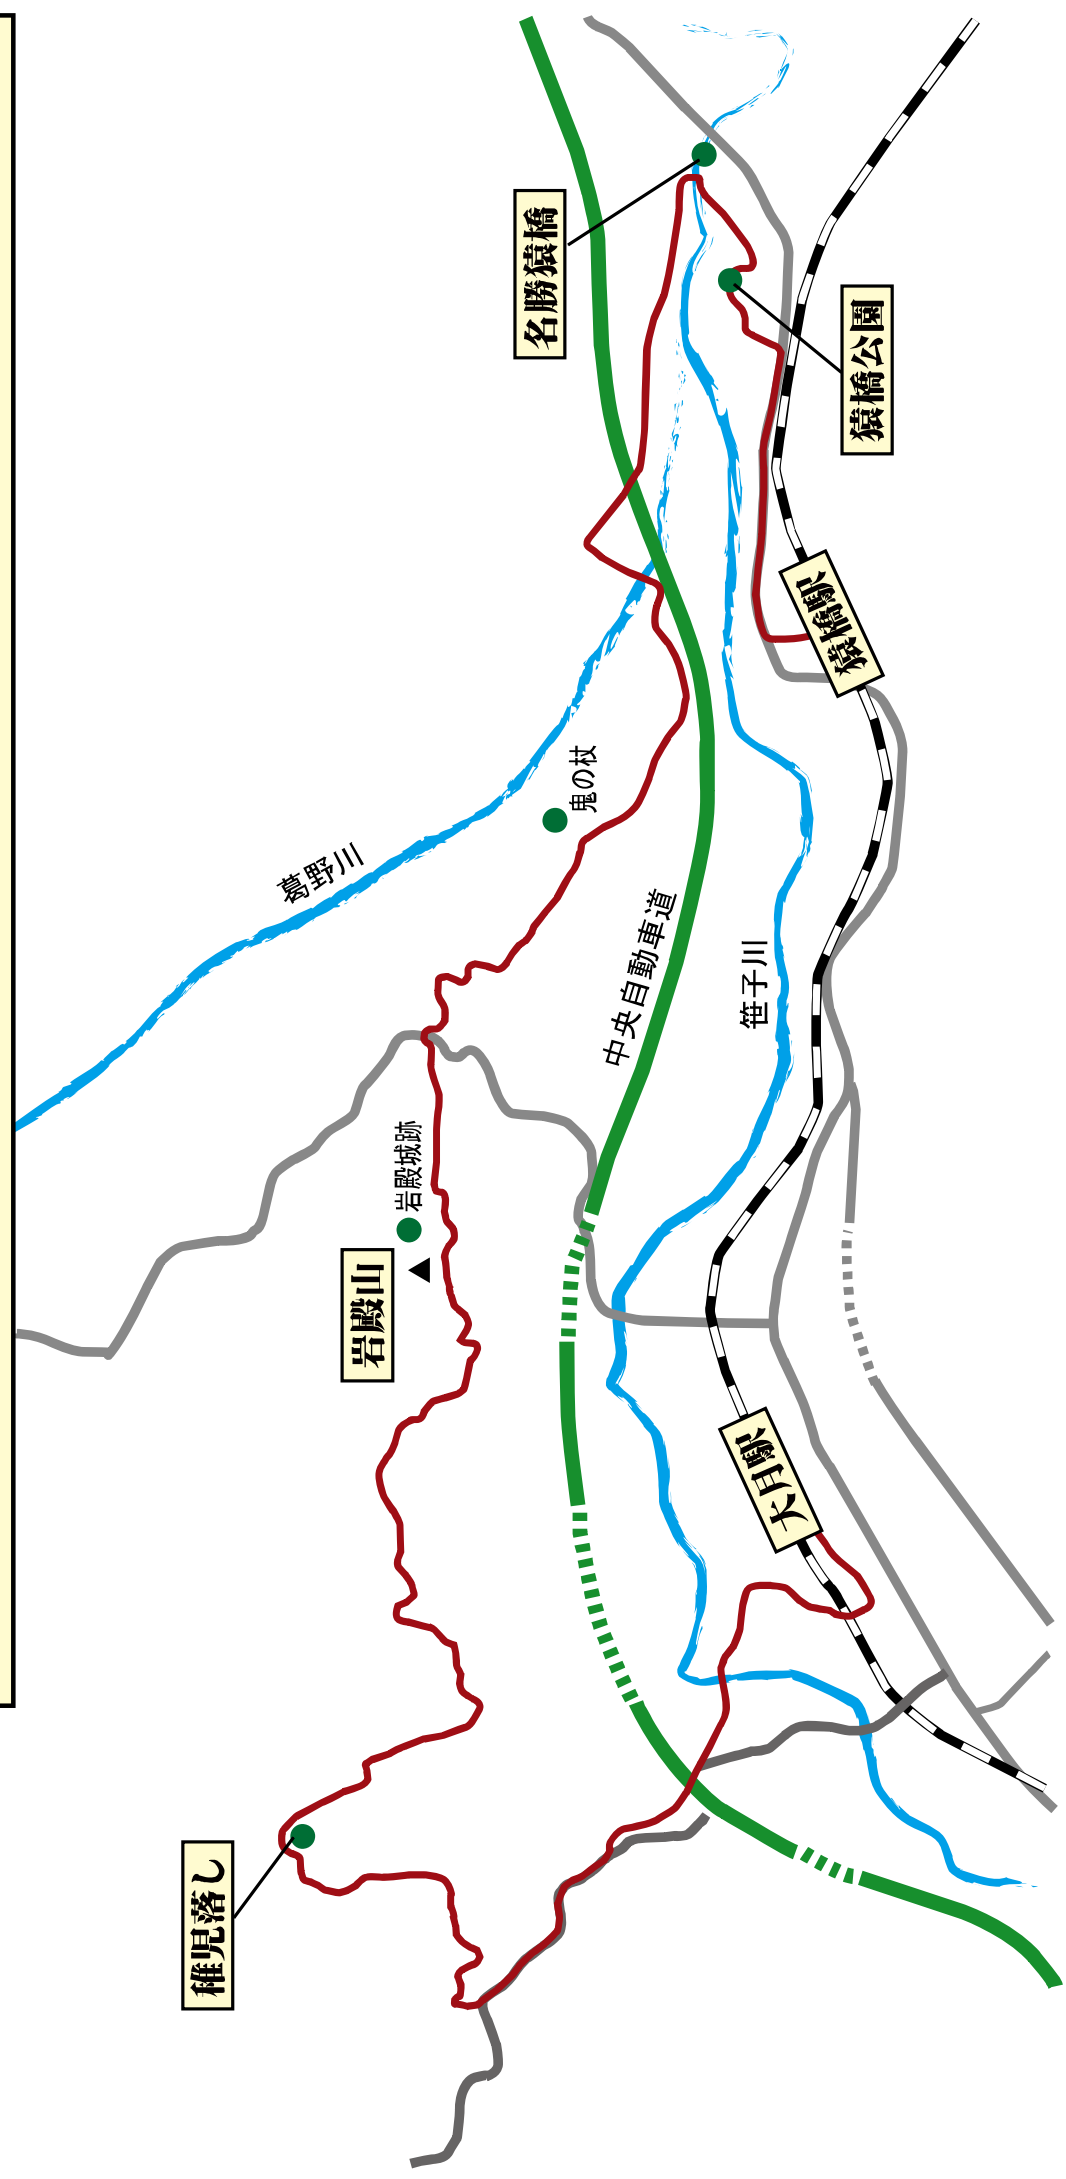 稚児落し
岩殿山
岩殿城跡
葛野川
鬼の杖
名勝猿橋
中央自動車道
笹子川
大月駅
猿橋駅
猿橋公園